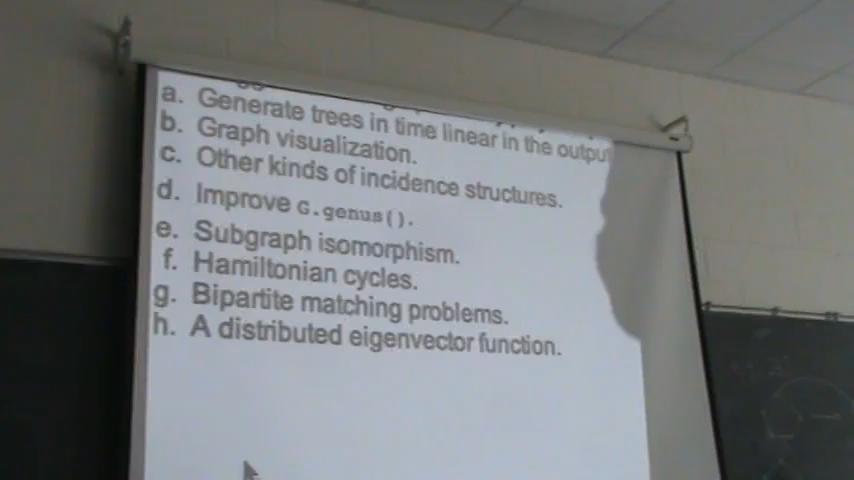 a. Generate trees in time linear in the output
b. Graph visualization.
c. Other kinds of incidence structures.
d. Improve G.genus().
e. Subgraph isomorphism.
f. Hamiltonian cycles.
g. Bipartite matching problems.
h. A distributed eigenvector function.